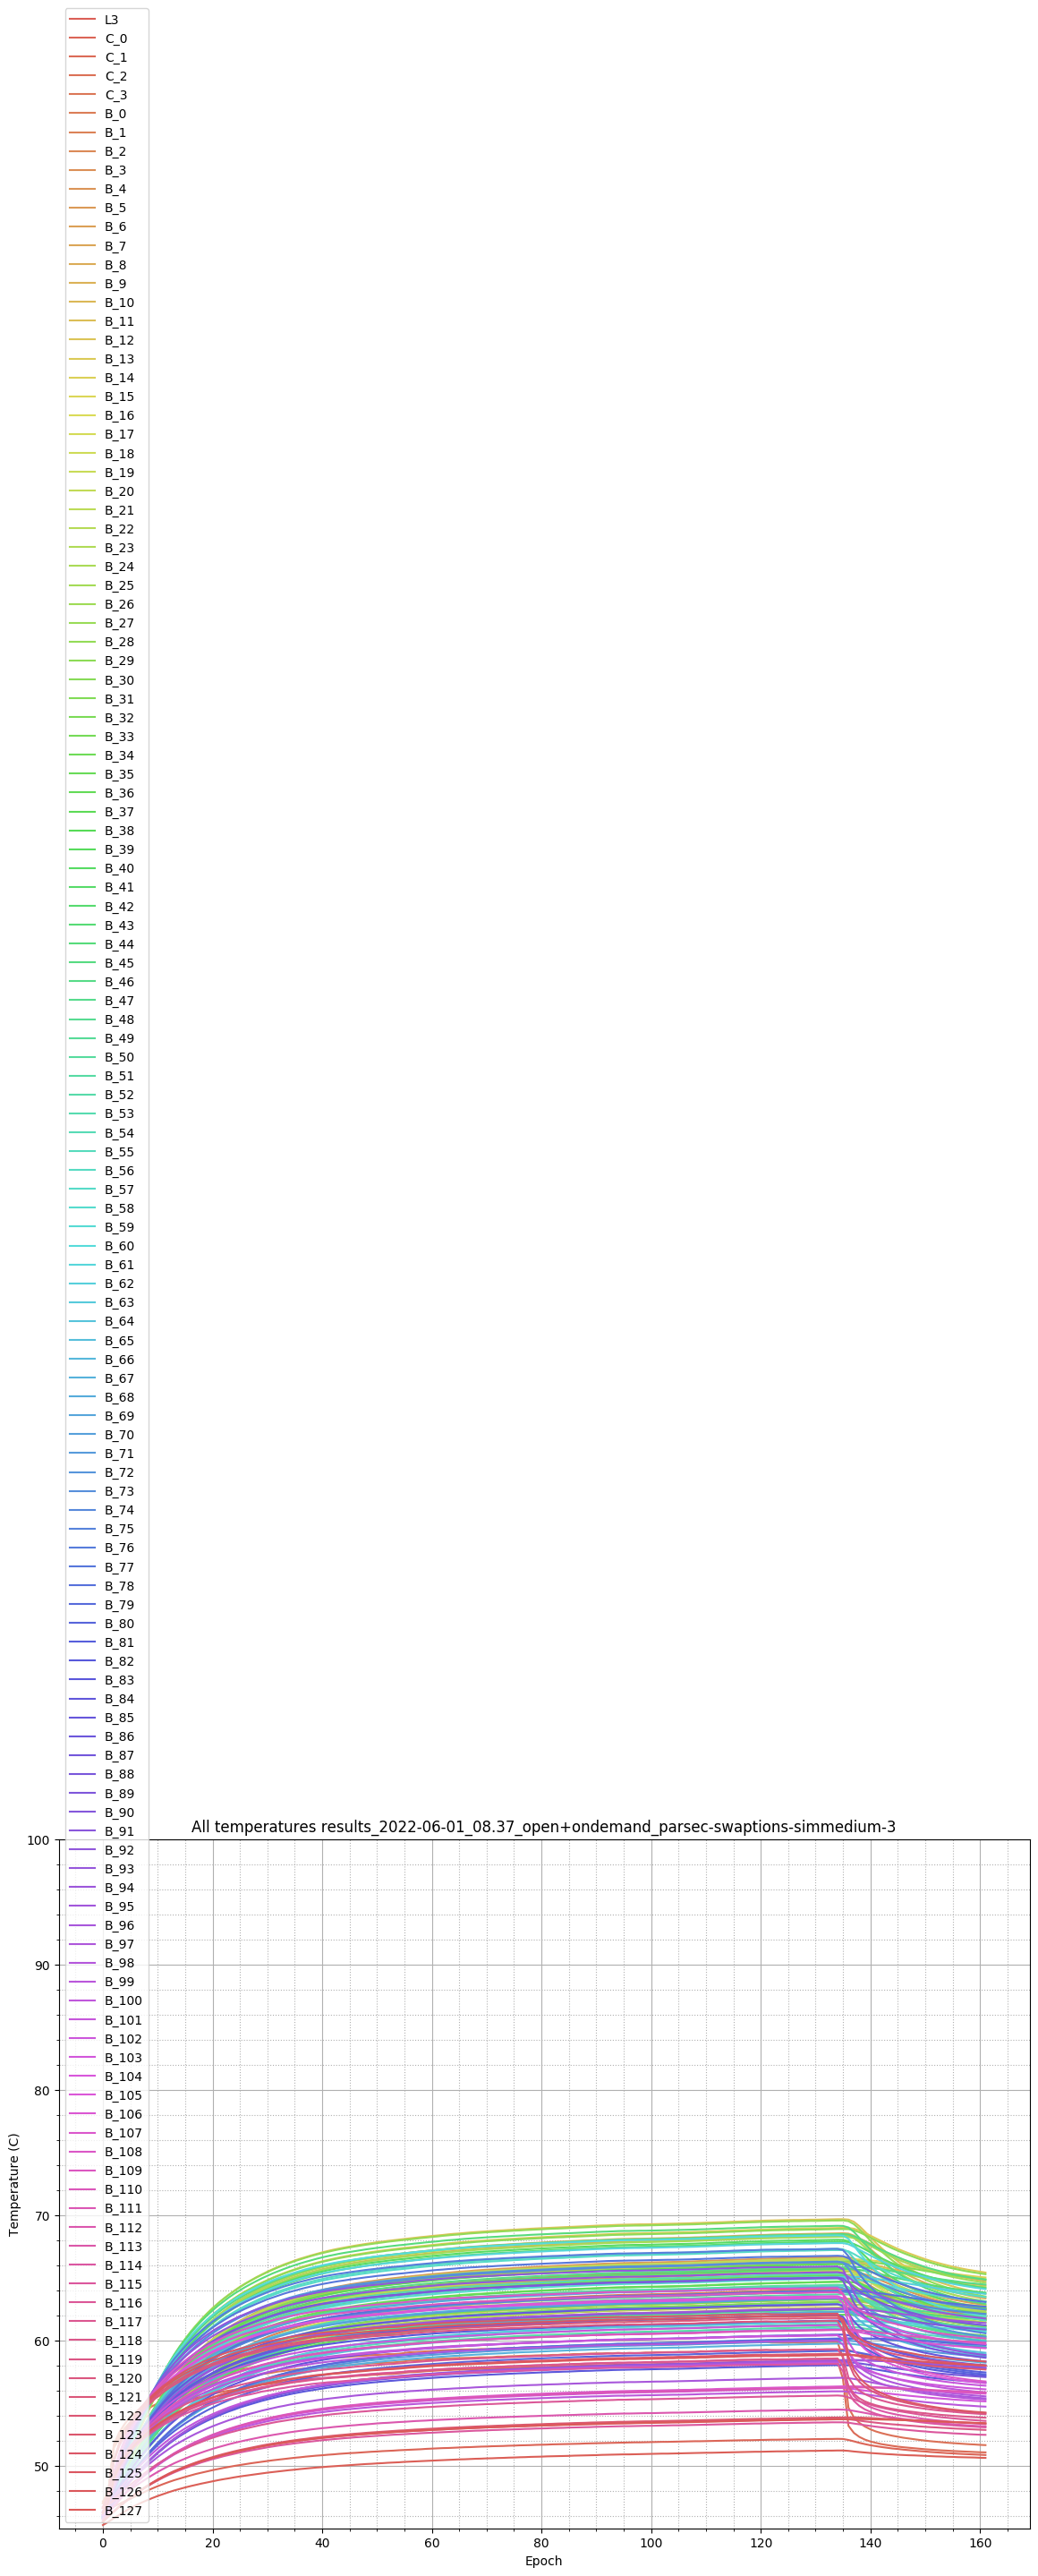 L3
C_0
C_1
C_2
C_3
B_0
B_1
B_2
B_3
B_4
B_5
B_6
B_7
B_8
B_9
B_10
B_11
B_12
B_13
B_14
B_15
B_16
B_17
B_18
B_19
B_20
B_21
B_22
B_23
B_24
B_25
B_26
B_27
B_28
B_29
B_30
B_31
B_32
B_33
B_34
B_35
B_36
B_37
B_38
B_39
B_40
B_41
B_42
B_43
B_44
B_45
B_46
B_47
B_48
B_49
B_50
B_51
B_52
B_53
B_54
B_55
B_56
B_57
B_58
B_59
B_60
B_61
B_62
B_63
B_64
B_65
B_66
B_67
B_68
B_69
B_70
B_71
B_72
B_73
B_74
B_75
B_76
B_77
B_78
B_79
B_80
B_81
B_82
B_83
B_84
B_85
B_86
B_87
B_88
B_89
B_90
B_91
B_92
B_93
B_94
B_95
B_96
B_97
B_98
B_99
B_100
B_101
B_102
B_103
B_104
B_105
B_106
B_107
B_108
B_109
B_110
B_111
B_112
B_113
B_114
B_115
B_116
B_117
B_118
B_119
B_120
B_121
B_122
B_123
B_124
B_125
B_126
B_127
All temperatures results_2022-06-01_08.37_open+ondemand_parsec-swaptions-simmedium-3
100
90
80
70
60
50
Temperature (C)
0 20 40 60 80 100 120 140 160
Epoch